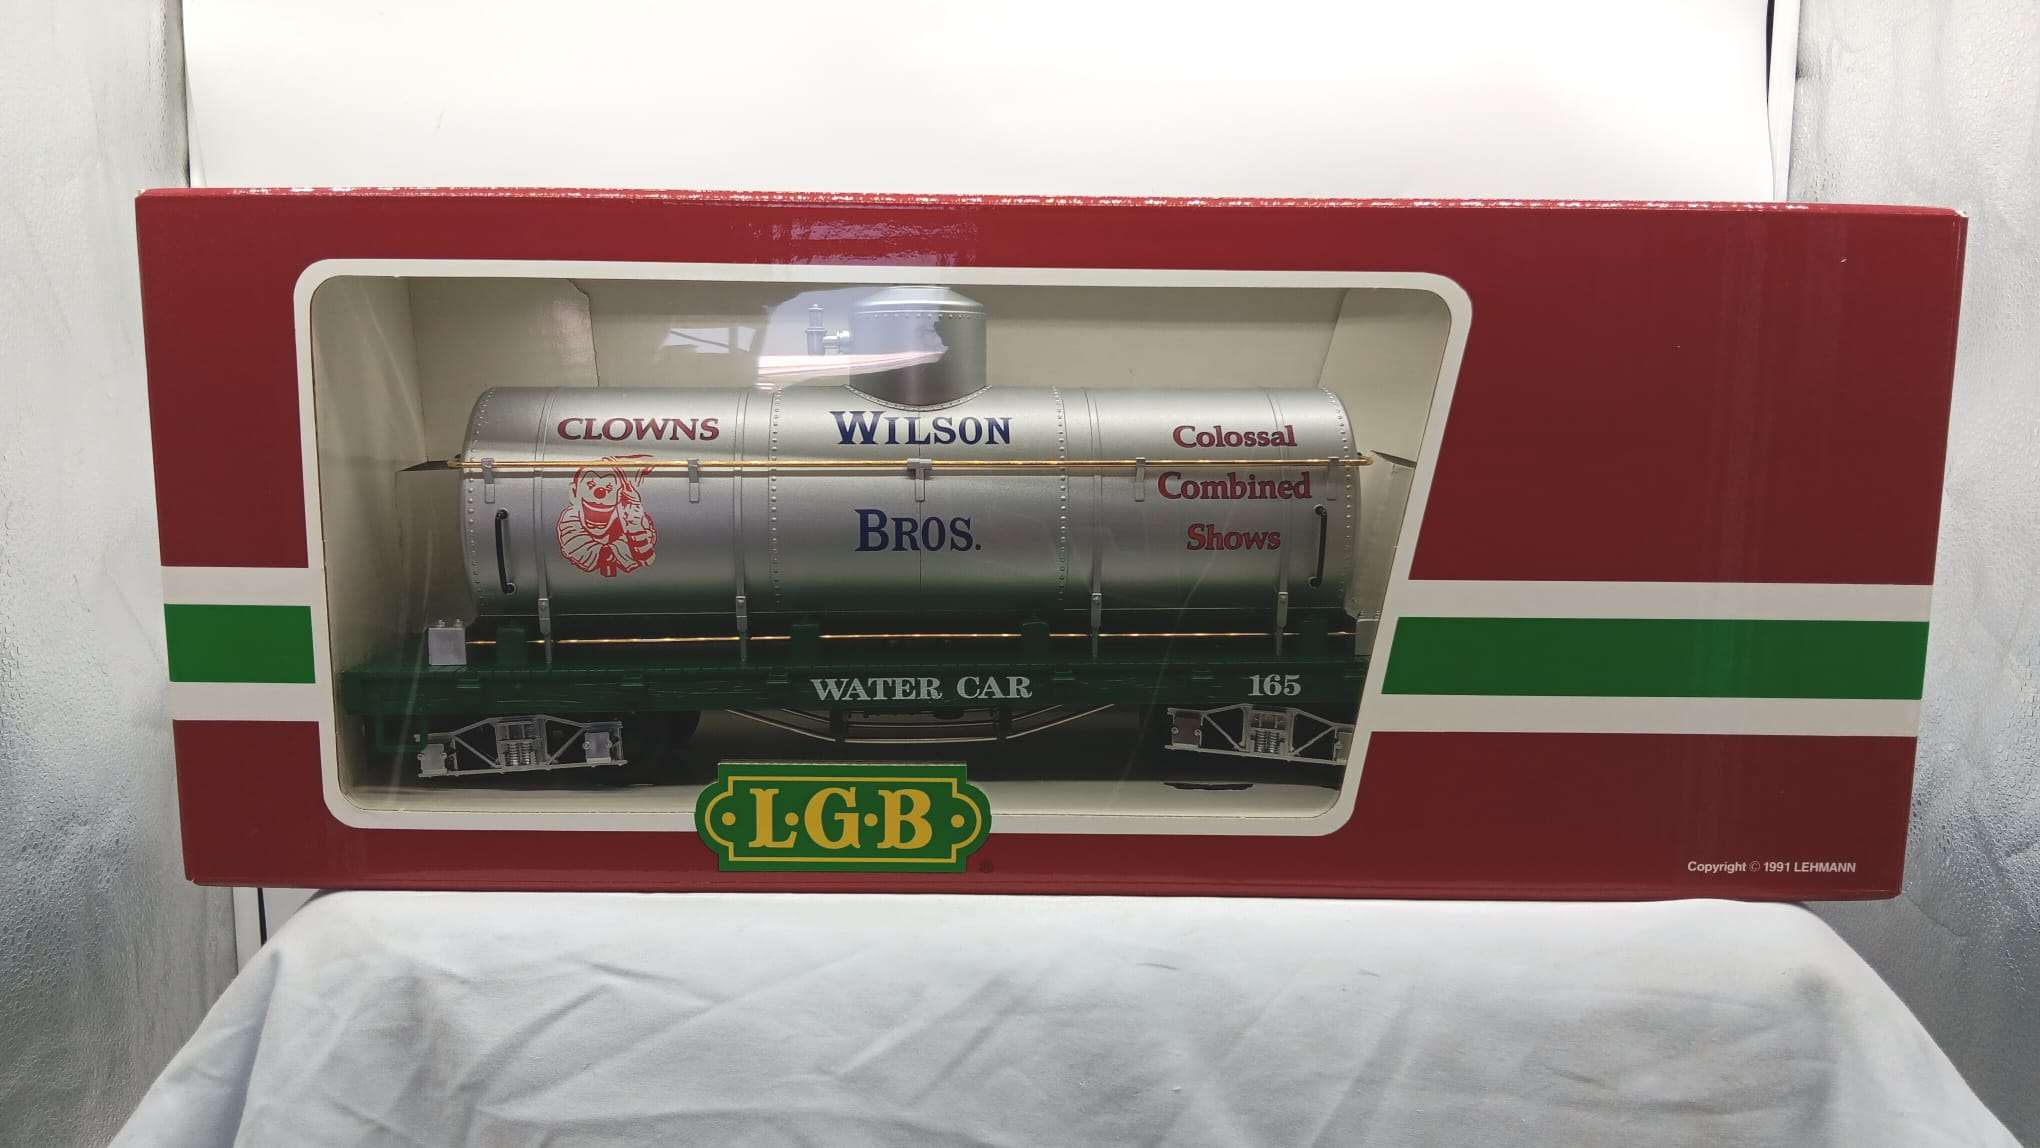 CLOWNS
WILSON
BROS.
Colossal
Combined
Shows
WATER CAR
165
L·G·B
®
Copyright © 1991 LEHMANN